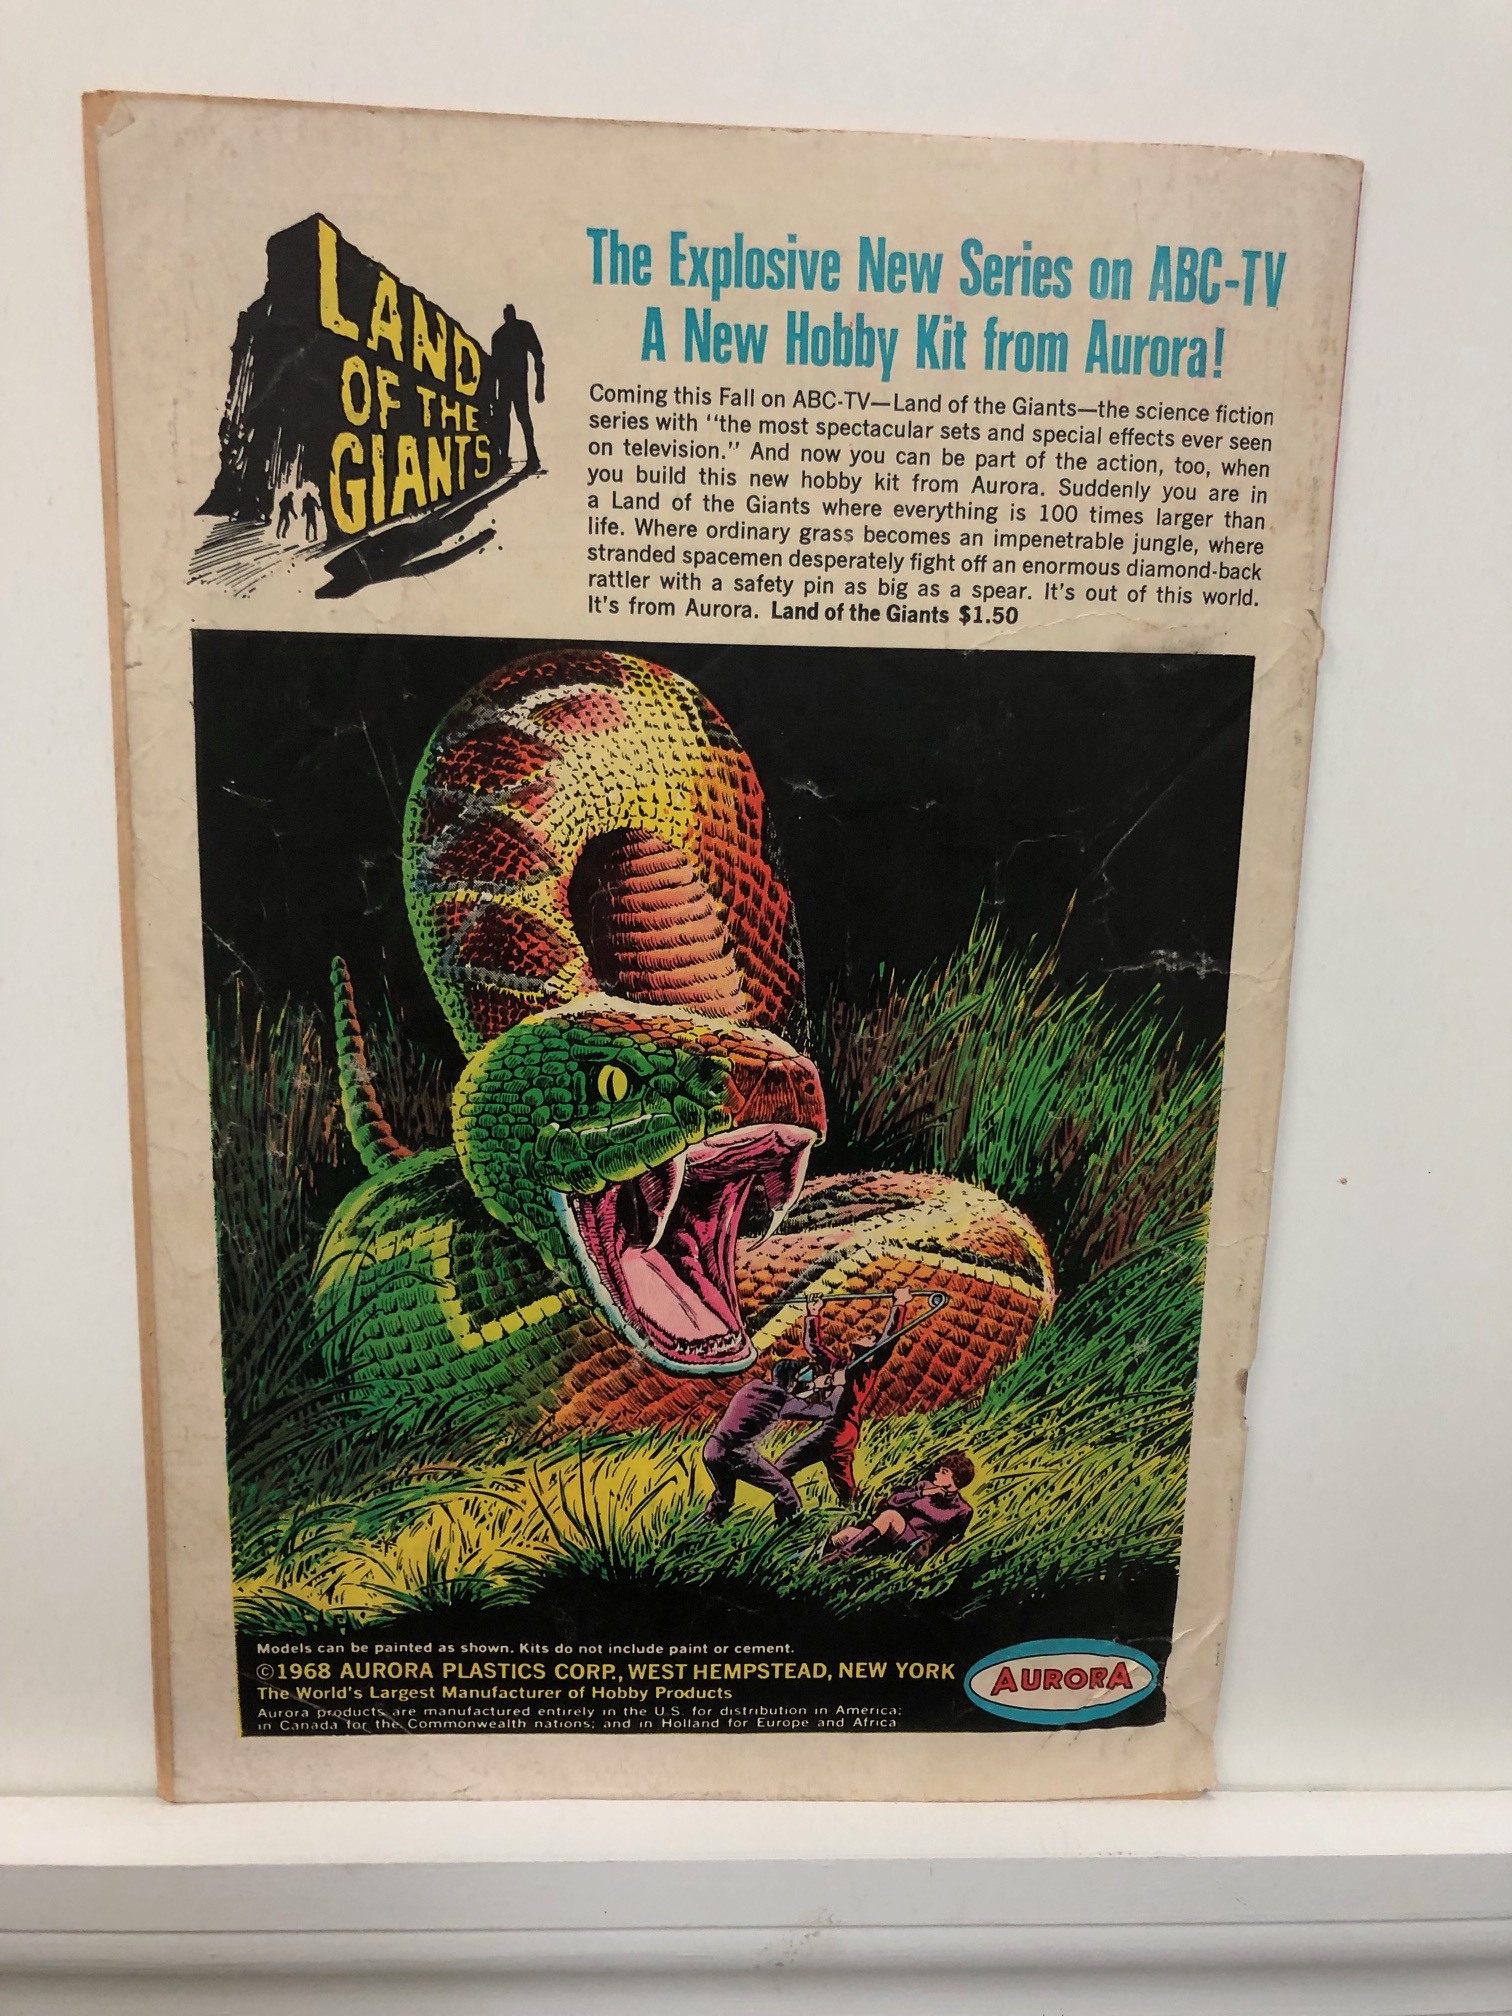 LAND
OF THE
GIANTS
The Explosive New Series on ABC-TV
A New Hobby Kit from Aurora!
Coming this Fall on ABC-TV—Land of the Giants—the science fiction
series with "the most spectacular sets and special effects ever seen
on television." And now you can be part of the action, too, when
you build this new hobby kit from Aurora. Suddenly you are in
a Land of the Giants where everything is 100 times larger than
life. Where ordinary grass becomes an impenetrable jungle, where
stranded spacemen desperately fight off an enormous diamond-back
rattler with a safety pin as big as a spear. It's out of this world.
It's from Aurora. Land of the Giants $1.50
Models can be painted as shown. Kits do not include paint or cement.
©1968 AURORA PLASTICS CORP., WEST HEMPSTEAD, NEW YORK
The World's Largest Manufacturer of Hobby Products
Aurora products are manufactured entirely in the U.S. for distribution in America;
in Canada for the Commonwealth nations; and in Holland for Europe and Africa
AURORA